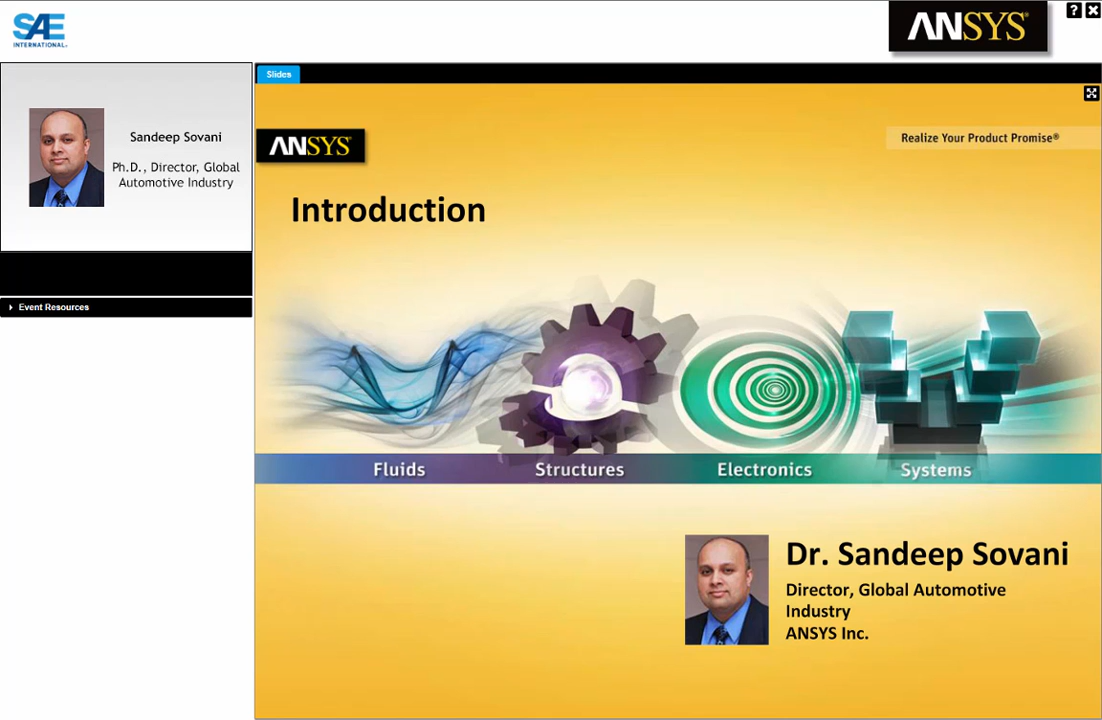 SAE
INTERNATIONAL®
ANSYS®
?
Slides
Sandeep Sovani
Ph.D., Director, Global
Automotive Industry
Event Resources
ANSYS®
Realize Your Product Promise®
Introduction
Fluids
Structures
Electronics
Systems
Dr. Sandeep Sovani
Director, Global Automotive
Industry
ANSYS Inc.